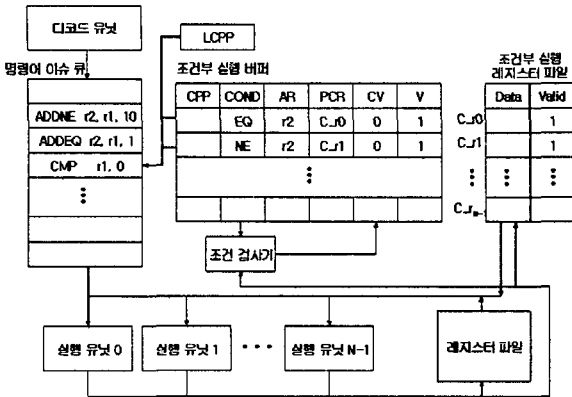 디코드 유닛
LCPP
명령어 이슈 큐
조건부 실행 버퍼
조건부 실행
레지스터 파일
CPP COND AR PCR CV V
Data Valid
ADDNE r2, r1, 10
EQ r2 C_r0 0 1
C_r0 1
ADDEQ r2, r1, 1
NE r2 C_r1 0 1
C_r1 1
CMP r1, 0
C_rn-1
조건 검사기
실행 유닛 0
실행 유닛 1
실행 유닛 N-1
레지스터 파일